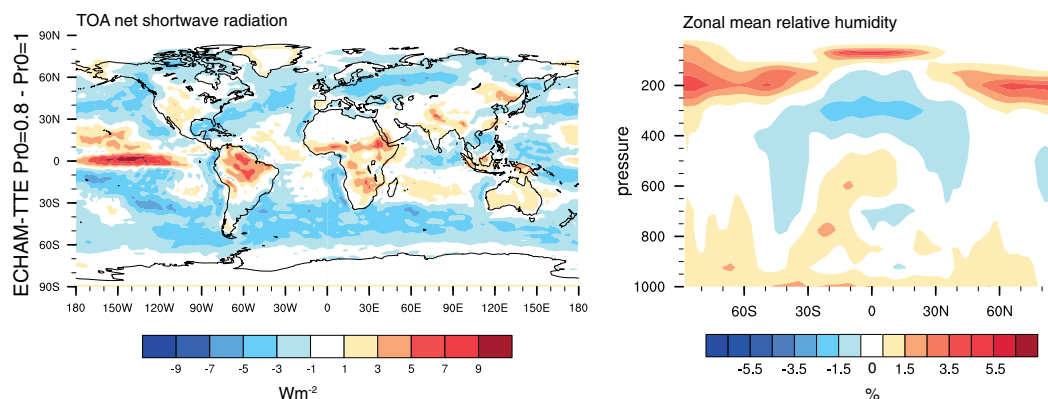 TOA net shortwave radiation
Zonal mean relative humidity
ECHAM-TTE Pr0=0.8 - Pr0=1
90N
60N
30N
0
30S
60S
90S
180 150W 120W 90W 60W 30W 0 30E 60E 90E 120E 150E 180
-9 -7 -5 -3 -1 1 3 5 7 9
Wm-2
pressure
200
400
600
800
1000
60S 30S 0 30N 60N
-5.5 -3.5 -1.5 0 1.5 3.5 5.5
%